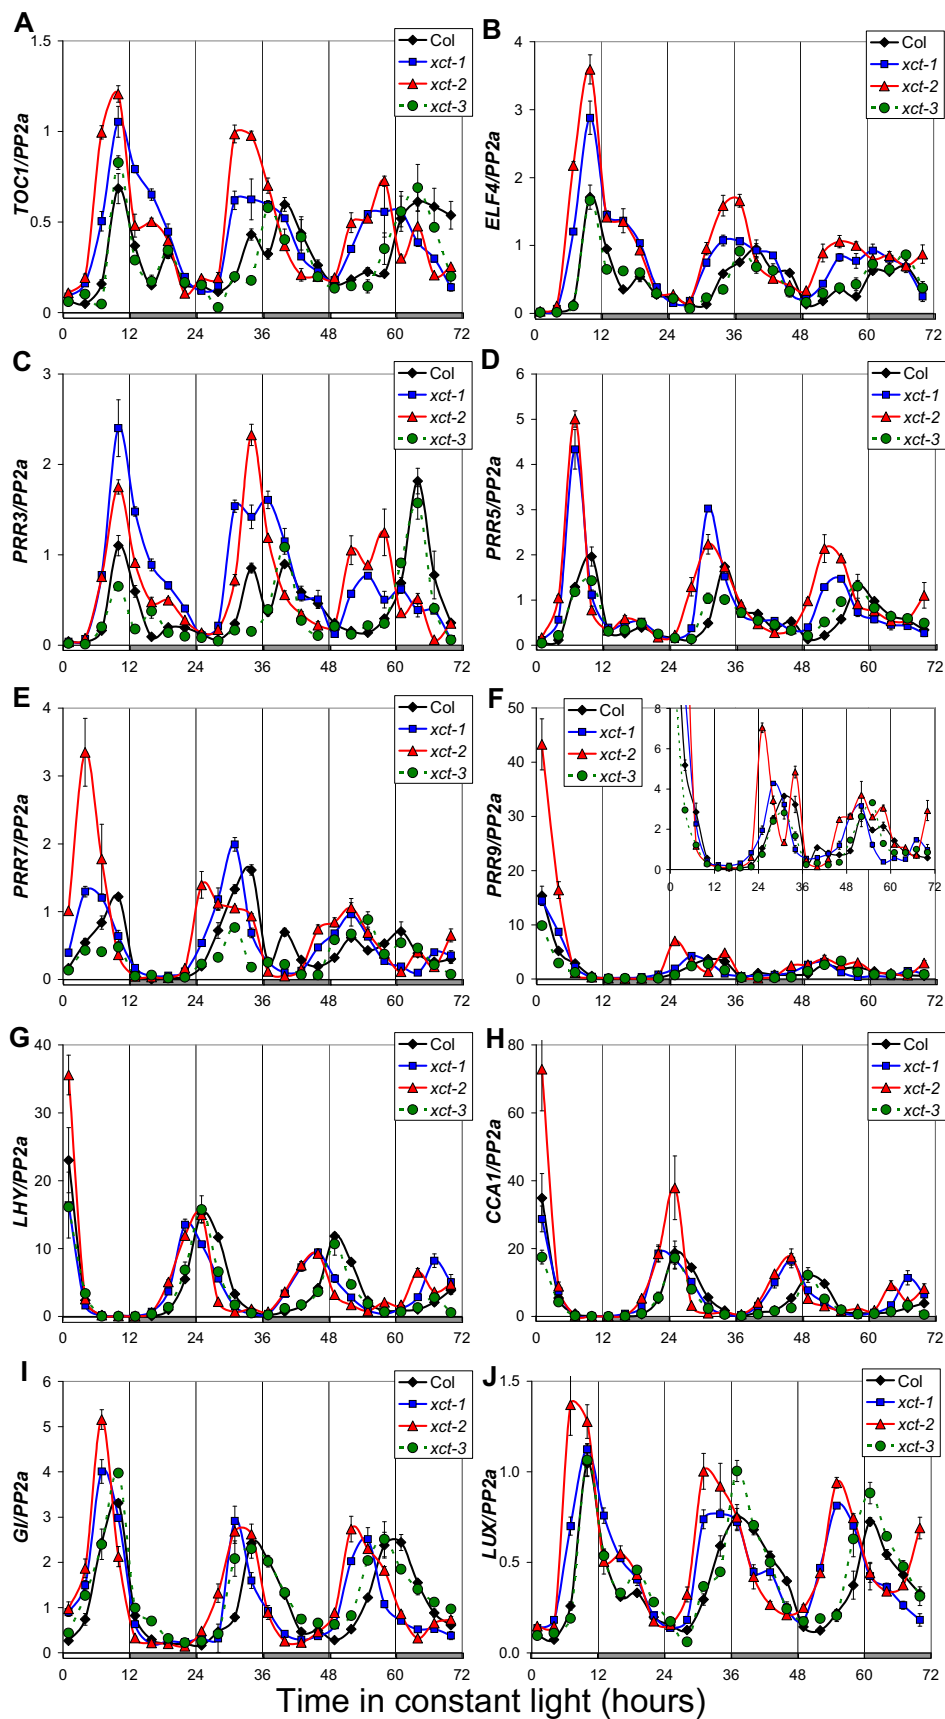 A
TOC1/PP2a
1.5
1
0.5
0
0 12 24 36 48 60 72
Col
xct-1
xct-2
xct-3
B
ELF4/PP2a
4
3
2
1
0
0 12 24 36 48 60 72
Col
xct-1
xct-2
xct-3
C
PRR3/PP2a
3
2
1
0
0 12 24 36 48 60 72
Col
xct-1
xct-2
xct-3
D
PRR5/PP2a
6
5
4
3
2
1
0
0 12 24 36 48 60 72
Col
xct-1
xct-2
xct-3
E
PRR7/PP2a
4
3
2
1
0
0 12 24 36 48 60 72
Col
xct-1
xct-2
xct-3
F
PRR9/PP2a
50
40
30
20
10
0
0 12 24 36 48 60 72
Col
xct-1
xct-2
xct-3
8
6
4
2
0
0 12 24 36 48 60 72
G
LHY/PP2a
40
30
20
10
0
0 12 24 36 48 60 72
Col
xct-1
xct-2
xct-3
H
CCA1/PP2a
80
60
40
20
0
0 12 24 36 48 60 72
Col
xct-1
xct-2
xct-3
I
GI/PP2a
6
5
4
3
2
1
0
0 12 24 36 48 60 72
Col
xct-1
xct-2
xct-3
J
LUX/PP2a
1.5
1.0
0.5
0.0
0 12 24 36 48 60 72
Col
xct-1
xct-2
xct-3
Time in constant light (hours)